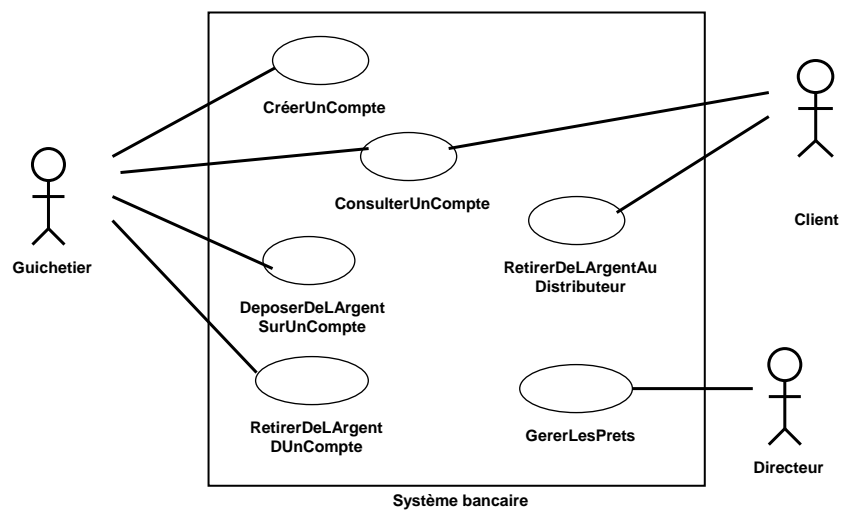 CréerUnCompte
ConsulterUnCompte
Client
Guichetier
RetirerDeLArgentAu
Distributeur
DeposerDeLArgent
SurUnCompte
RetirerDeLArgent
DUnCompte
GererLesPrets
Directeur
Système bancaire